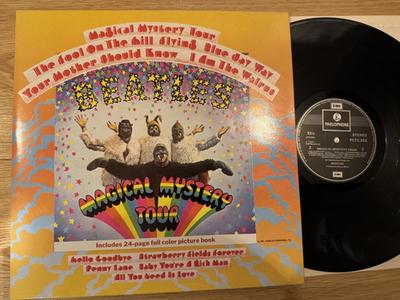 Magical Mystery Tour
The Fool On The Hill Flying Blue Jay Way
Your Mother Should Know I Am The Walrus
BEATLES
MAGICAL MYSTERY
TOUR
Includes 24-page full color picture book
Hello Goodbye Strawberry Fields Forever
Penny Lane Baby You're A Rich Man
All You Need Is Love
EMI
PARLOPHONE
STEREO
EMI